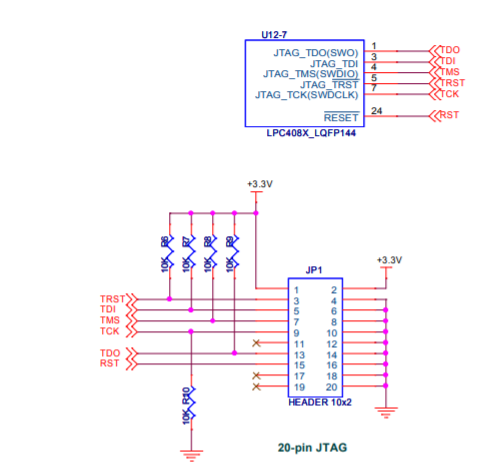 U12-7
JTAG_TDO(SWO) 1 TDO
JTAG_TDI 3 TDI
JTAG_TMS(SWDIO) 4 TMS
JTAG_TRST 5 TRST
JTAG_TCK(SWDCLK) 7 TCK
RESET 24 RST
LPC408X_LQFP144
+3.3V
10K R6
10K R7
10K R8
10K R9
+3.3V
JP1
1 2
TRST 3 4
TDI 5 6
TMS 7 8
TCK 9 10
11 12
TDO 13 14
RST 15 16
17 18
19 20
10K R10
HEADER 10x2
20-pin JTAG